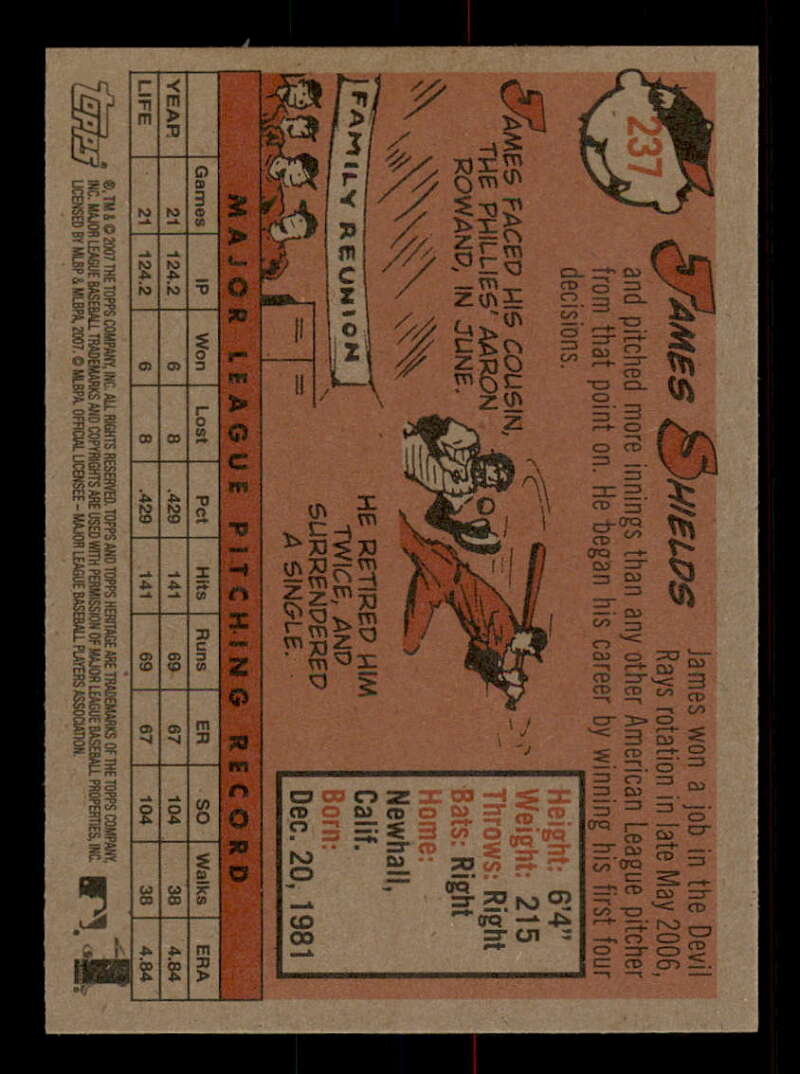 237
JAMES SHIELDS
James won a job in the Devil
Rays rotation in late May 2006,
and pitched more innings than any other American League pitcher
from that point on. He began his career by winning his first four
decisions.
JAMES FACED HIS COUSIN,
THE PHILLIES' AARON
ROWAND, IN JUNE.
FAMILY REUNION
HE RETIRED HIM
TWICE, AND
SURRENDERED
A SINGLE.
Height: 6'4"
Weight: 215
Throws: Right
Bats: Right
Home:
Newhall,
Calif.
Born:
Dec. 20, 1981
MAJOR LEAGUE PITCHING RECORD
Games IP Won Lost Pct Hits Runs ER SO Walks ERA
YEAR 21 124.2 6 8 .429 141 69 67 104 38 4.84
LIFE 21 124.2 6 8 .429 141 69 67 104 38 4.84
TOPPS
®, TM & © 2007 THE TOPPS COMPANY, INC. ALL RIGHTS RESERVED. TOPPS AND TOPPS HERITAGE ARE TRADEMARKS OF THE TOPPS COMPANY,
INC. MAJOR LEAGUE BASEBALL TRADEMARKS AND COPYRIGHTS ARE USED WITH PERMISSION OF MAJOR LEAGUE BASEBALL PROPERTIES, INC.
LICENSED BY MLBP & MLBPA, 2007. © MLBPA. OFFICIAL LICENSEE – MAJOR LEAGUE BASEBALL PLAYERS ASSOCIATION.